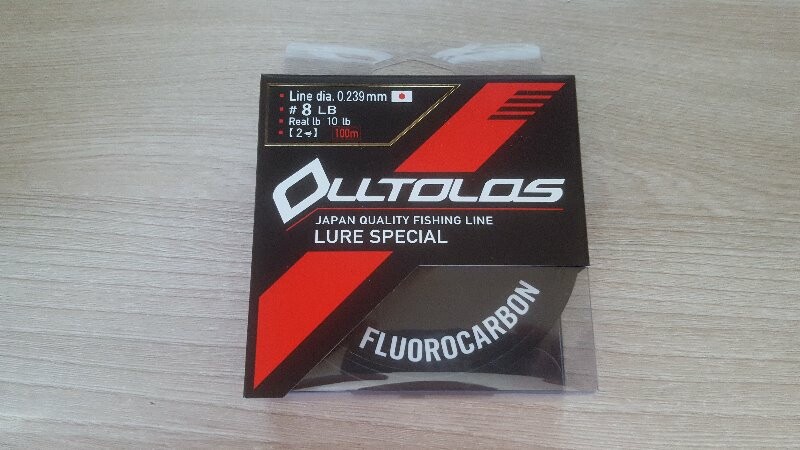 Line dia. 0.239mm
# 8 LB
Real lb 10 lb
【2号】 100m
OLLTOLOS
JAPAN QUALITY FISHING LINE
LURE SPECIAL
FLUOROCARBON